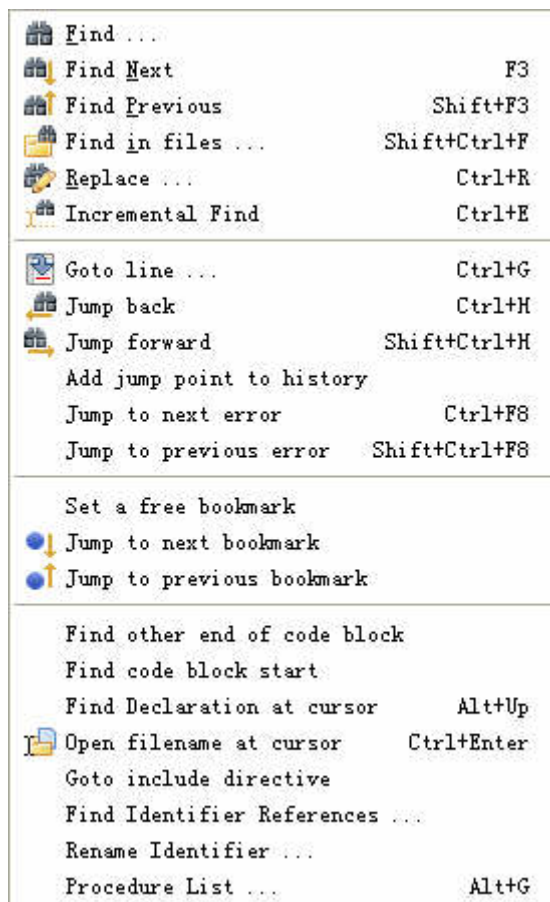 Find ...
Find Next F3
Find Previous Shift+F3
Find in files ... Shift+Ctrl+F
Replace ... Ctrl+R
Incremental Find Ctrl+E
Goto line ... Ctrl+G
Jump back Ctrl+H
Jump forward Shift+Ctrl+H
Add jump point to history
Jump to next error Ctrl+F8
Jump to previous error Shift+Ctrl+F8
Set a free bookmark
Jump to next bookmark
Jump to previous bookmark
Find other end of code block
Find code block start
Find Declaration at cursor Alt+Up
Open filename at cursor Ctrl+Enter
Goto include directive
Find Identifier References ...
Rename Identifier ...
Procedure List ... Alt+G